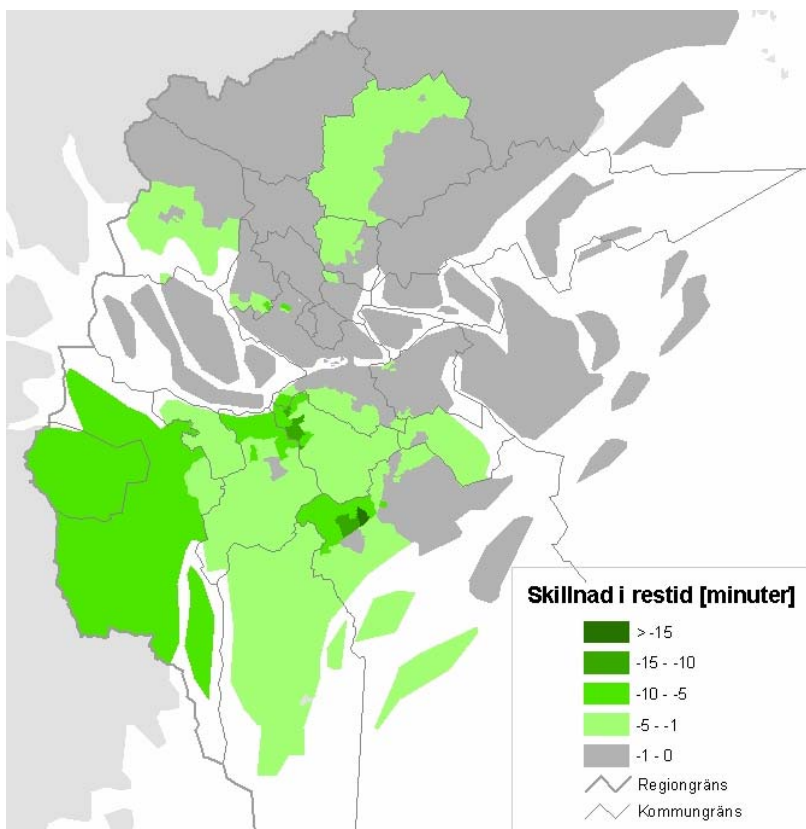 Skillnad i restid [minuter]
> -15
-15 - -10
-10 - -5
-5 - -1
-1 - 0
Regiongräns
Kommungräns